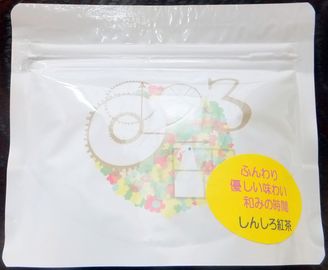 ふんわり
優しい味わい
和みの時間
しんしろ紅茶